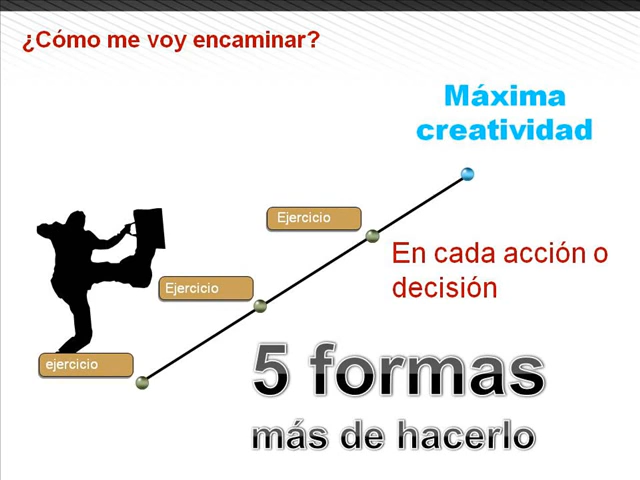 ¿Cómo me voy encaminar?
Máxima
creatividad
Ejercicio
En cada acción o
decisión
Ejercicio
5 formas
ejercicio
más de hacerlo